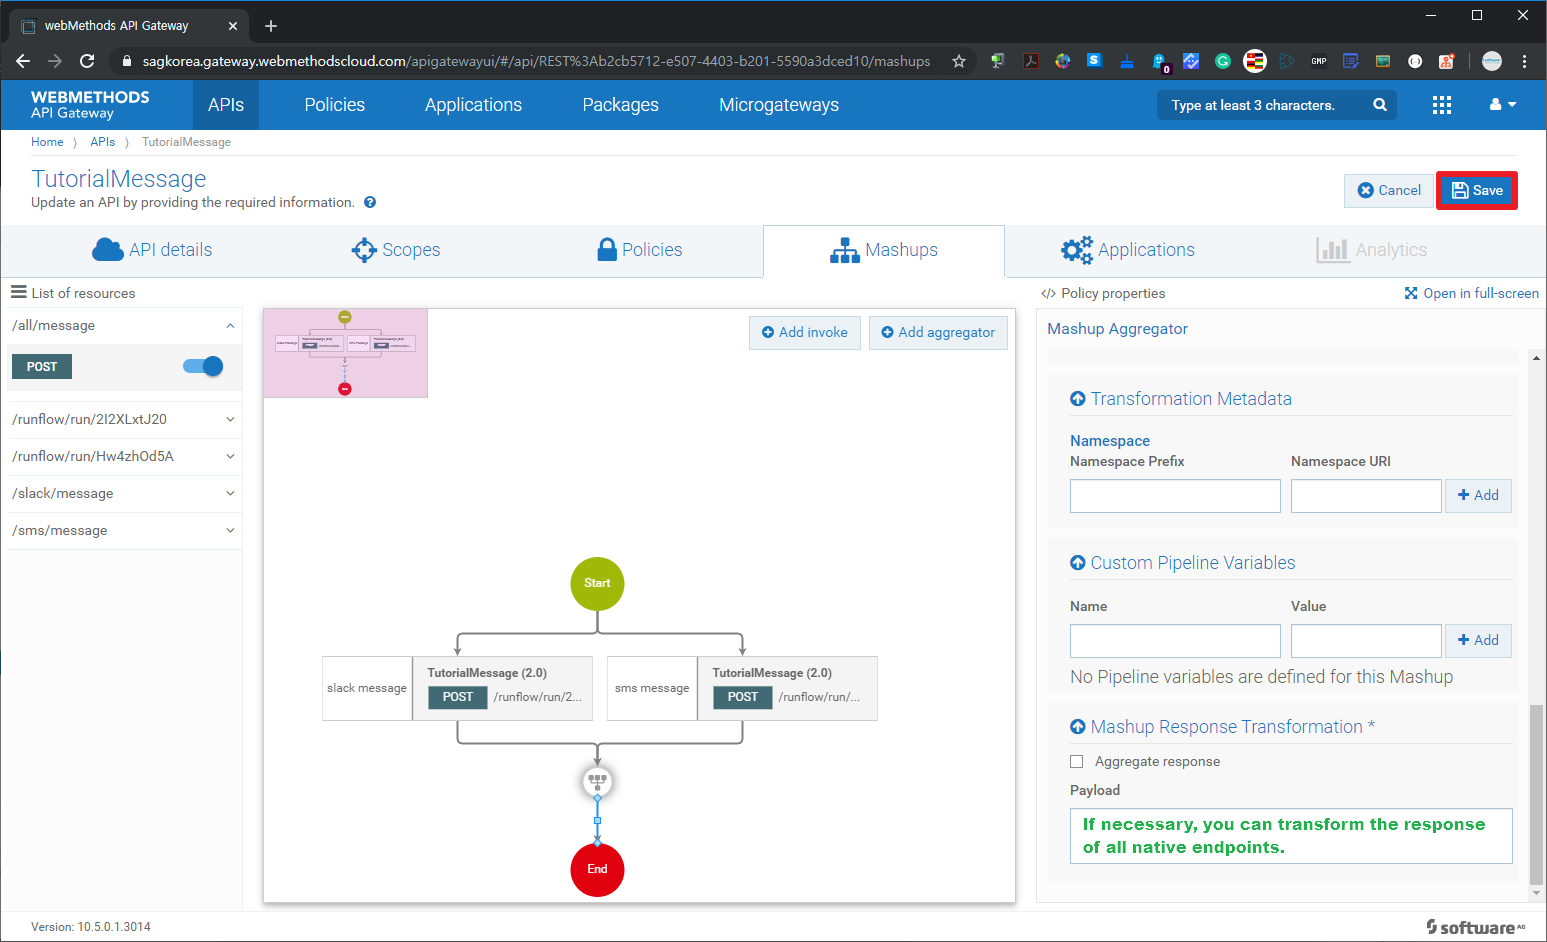 webMethods API Gateway
sagkorea.gateway.webmethodscloud.com/apigatewayui/#/api/REST%3Ab2cb5712-e507-4403-b201-5590a3dced10/mashups
S
0
GMP
WEBMETHODS
API Gateway
APIs
Policies
Applications
Packages
Microgateways
Type at least 3 characters.
Home
APIs
TutorialMessage
TutorialMessage
Update an API by providing the required information.
Cancel
Save
API details
Scopes
Policies
Mashups
Applications
Analytics
List of resources
/all/message
POST
/runflow/run/2I2XLxtJ20
/runflow/run/Hw4zhOd5A
/slack/message
/sms/message
Add invoke
Add aggregator
Start
slack message
TutorialMessage (2.0)
POST
/runflow/run/2...
sms message
TutorialMessage (2.0)
POST
/runflow/run/...
End
</> Policy properties
Open in full-screen
Mashup Aggregator
Transformation Metadata
Namespace
Namespace Prefix
Namespace URI
Add
Custom Pipeline Variables
Name
Value
Add
No Pipeline variables are defined for this Mashup
Mashup Response Transformation *
Aggregate response
Payload
If necessary, you can transform the response
of all native endpoints.
Version: 10.5.0.1.3014
software AG